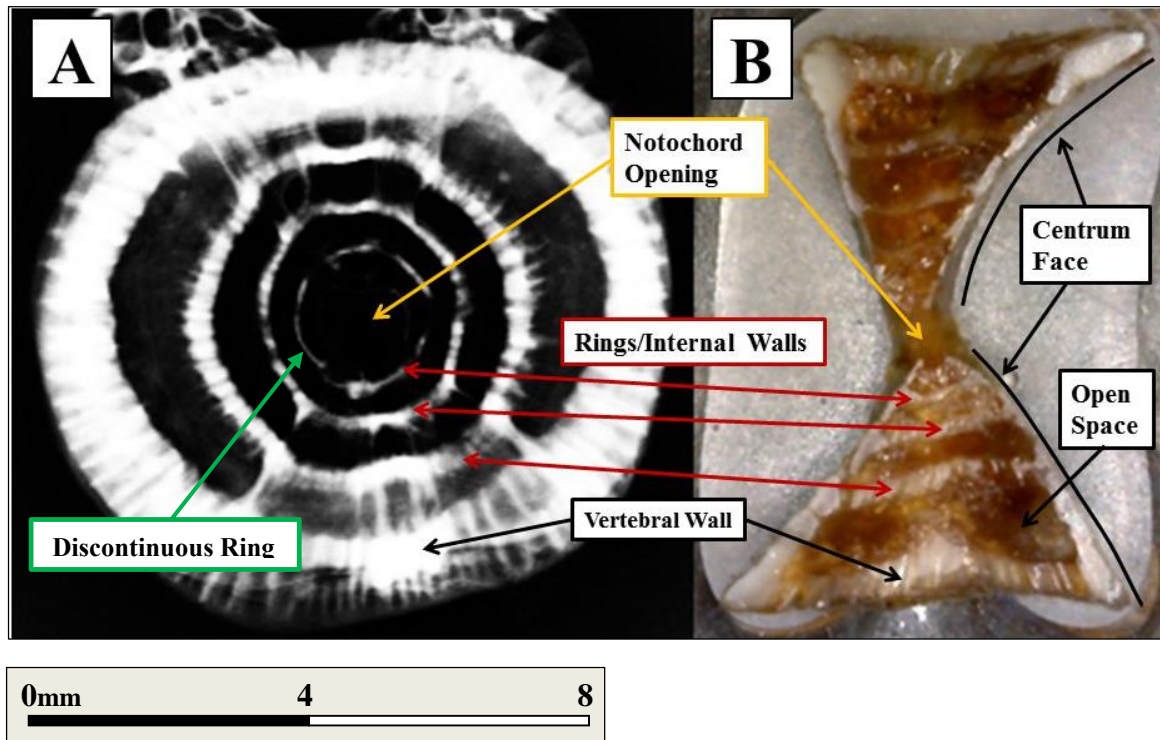 A
B
Notochord
Opening
Centrum
Face
Rings/Internal Walls
Open
Space
Vertebral Wall
Discontinuous Ring
0mm
4
8